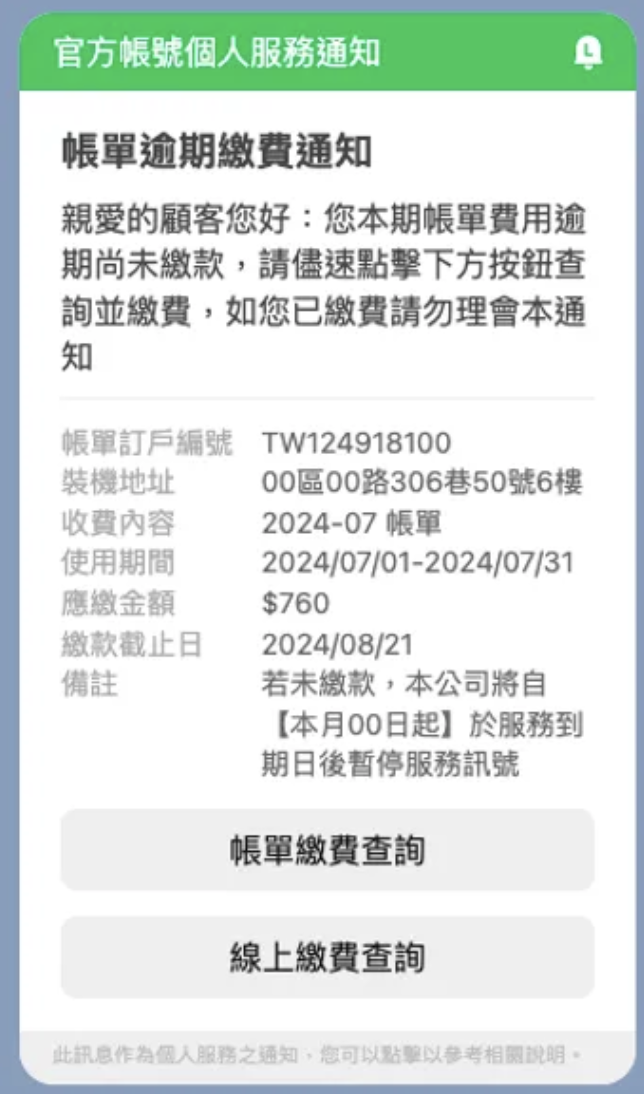 官方帳號個人服務通知
帳單逾期繳費通知
親愛的顧客您好：您本期帳單費用逾
期尚未繳款，請儘速點擊下方按鈕查
詢並繳費，如您已繳費請勿理會本通
知
帳單訂戶編號 TW124918100
裝機地址 00區00路306巷50號6樓
收費內容 2024-07 帳單
使用期間 2024/07/01-2024/07/31
應繳金額 $760
繳款截止日 2024/08/21
備註 若未繳款，本公司將自
【本月00日起】於服務到
期日後暫停服務訊號
帳單繳費查詢
線上繳費查詢
此訊息作為個人服務之通知，您可以點擊以參考相關說明。